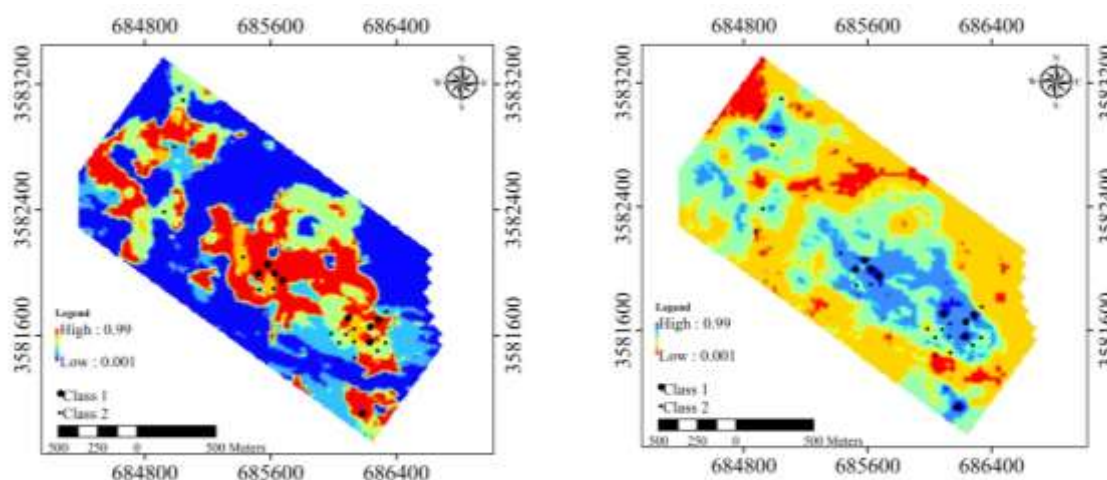 684800 685600 686400
3583200
3582400
3581600
Legend
High : 0.99
Low : 0.001
Class 1
Class 2
500 250 0 500 Meters
684800 685600 686400
684800 685600 686400
3583200
3582400
3581600
3583200
3582400
3581600
Legend
High : 0.99
Low : 0.001
Class 1
Class 2
500 250 0 500 Meters
684800 685600 686400